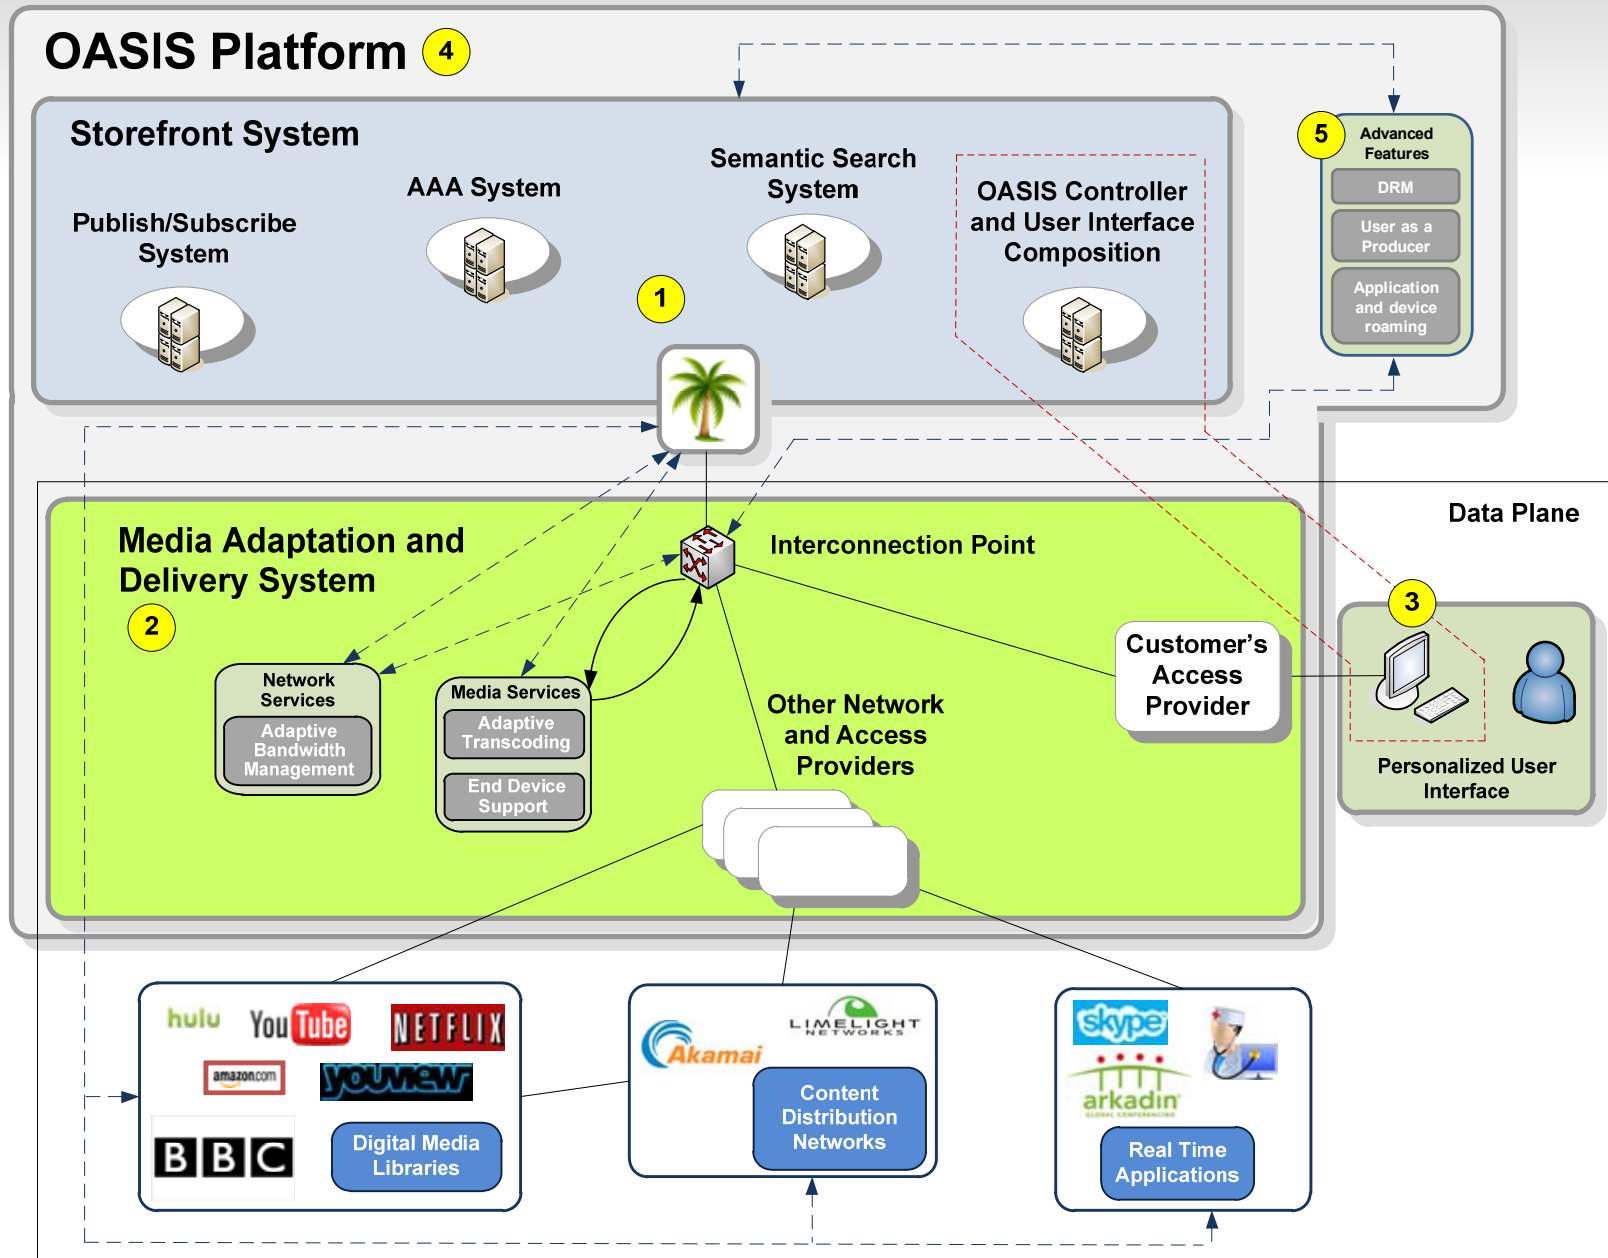 OASIS Platform
4
Storefront System
Publish/Subscribe
System
AAA System
Semantic Search
System
OASIS Controller
and User Interface
Composition
1
5
Advanced
Features
DRM
User as a
Producer
Application
and device
roaming
Data Plane
Media Adaptation and
Delivery System
2
Interconnection Point
Network
Services
Adaptive
Bandwidth
Management
Media Services
Adaptive
Transcoding
End Device
Support
Other Network
and Access
Providers
Customer’s
Access
Provider
3
Personalized User
Interface
hulu
YouTube
NETFLIX
amazon.com
youview
BBC
Digital Media
Libraries
Akamai
LIMELIGHT
NETWORKS
Content
Distribution
Networks
skype
arkadin
GLOBAL CONFERENCING
Real Time
Applications